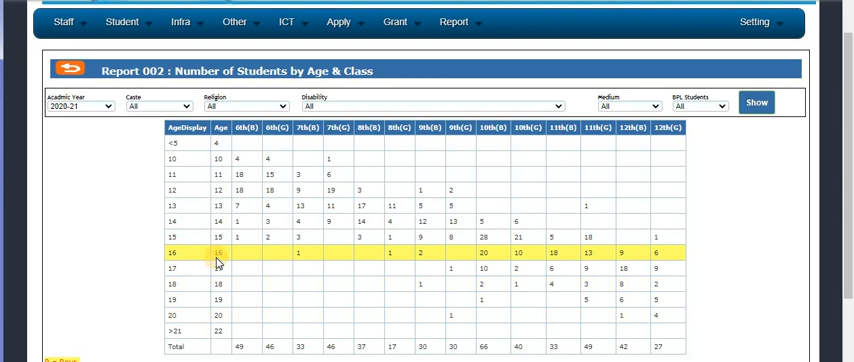 Staff Student Infra Other ICT Apply Grant Report Setting
Report 002 : Number of Students by Age & Class
Acadmic Year Caste Religion Disability Medium BPL Students
2020-21 All All All All All Show
AgeDisplay Age 6th(B) 6th(G) 7th(B) 7th(G) 8th(B) 8th(G) 9th(B) 9th(G) 10th(B) 10th(G) 11th(B) 11th(G) 12th(B) 12th(G)
<5 4
10 10 4 4 1
11 11 18 15 3 6
12 12 18 18 9 19 3 1 2
13 13 7 4 13 11 17 11 5 5 1
14 14 1 3 4 9 14 4 12 13 5 6
15 15 1 2 3 3 1 9 8 28 21 5 18 1
16 16 1 1 2 20 10 18 13 9 6
17 17 1 10 2 6 9 18 9
18 18 1 2 1 4 3 8 2
19 19 1 5 6 5
20 20 1 1 4
>21 22
Total 49 46 33 46 37 17 30 30 66 40 33 49 42 27